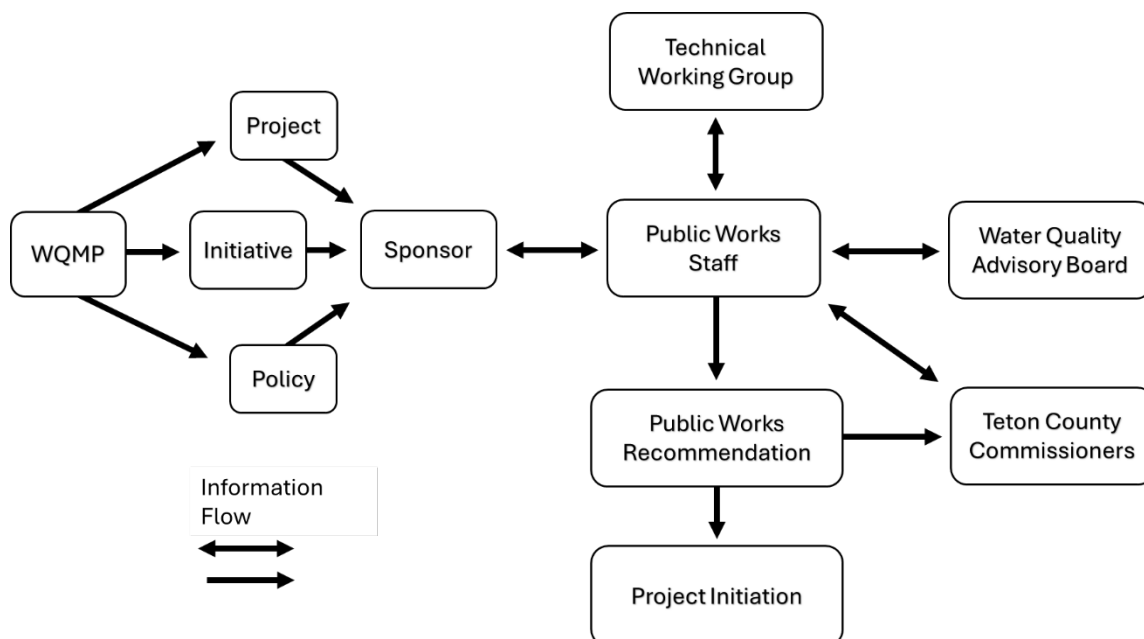 Technical
Working Group
Project
WQMP
Initiative
Sponsor
Public Works
Staff
Water Quality
Advisory Board
Policy
Public Works
Recommendation
Teton County
Commissioners
Information
Flow
Project Initiation